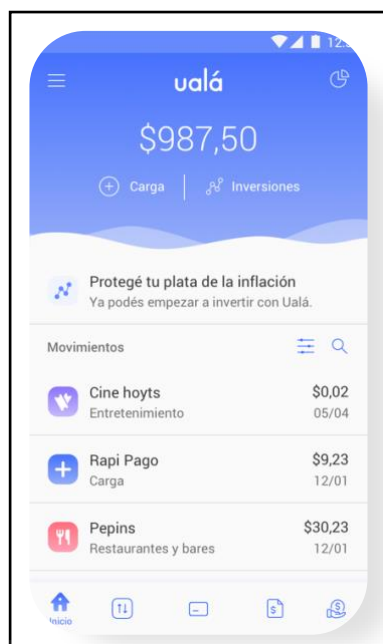 ualá
$987,50
Carga Inversiones
Protegé tu plata de la inflación
Ya podés empezar a invertir con Ualá.
Movimientos
Cine hoyts $0,02
Entretenimiento 05/04
Rapi Pago $9,23
Carga 12/01
Pepins $30,23
Restaurantes y bares 12/01
Inicio